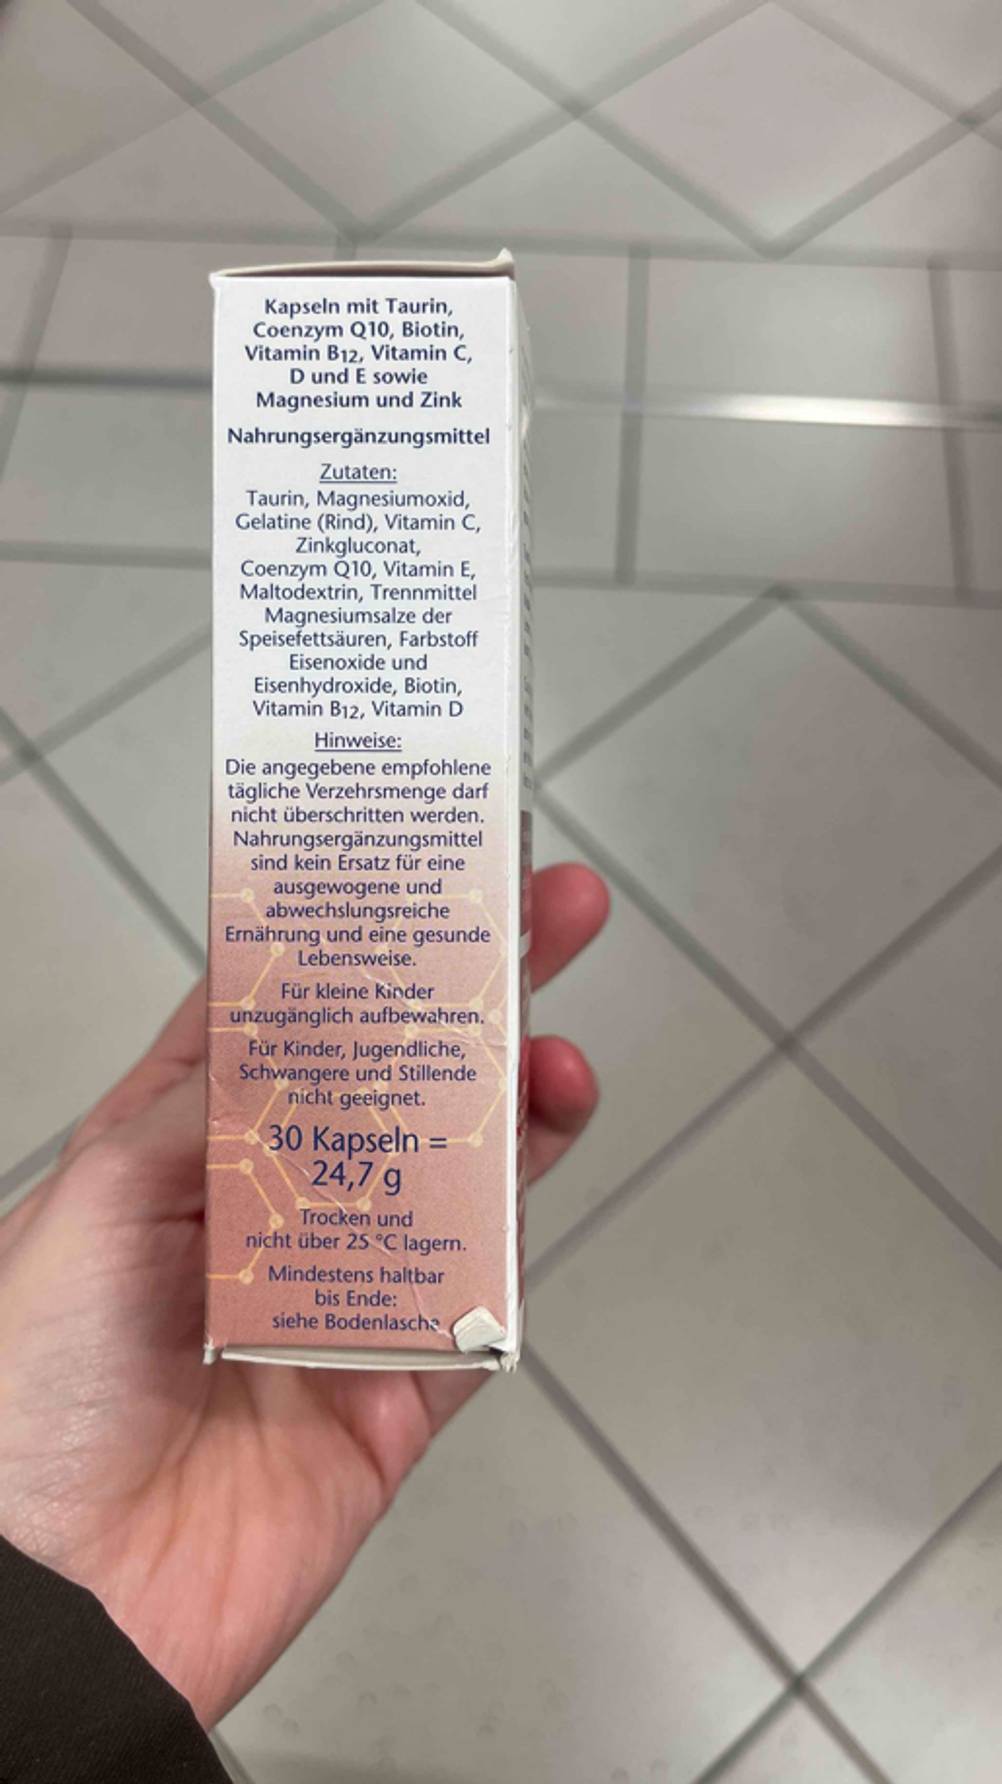 Kapseln mit Taurin,
Coenzym Q10, Biotin,
Vitamin B12, Vitamin C,
D und E sowie
Magnesium und Zink
Nahrungsergänzungsmittel
Zutaten:
Taurin, Magnesiumoxid,
Gelatine (Rind), Vitamin C,
Zinkgluconat,
Coenzym Q10, Vitamin E,
Maltodextrin, Trennmittel
Magnesiumsalze der
Speisefettsäuren, Farbstoff
Eisenoxide und
Eisenhydroxide, Biotin,
Vitamin B12, Vitamin D
Hinweise:
Die angegebene empfohlene
tägliche Verzehrsmenge darf
nicht überschritten werden.
Nahrungsergänzungsmittel
sind kein Ersatz für eine
ausgewogene und
abwechslungsreiche
Ernährung und eine gesunde
Lebensweise.
Für kleine Kinder
unzugänglich aufbewahren.
Für Kinder, Jugendliche,
Schwangere und Stillende
nicht geeignet.
30 Kapseln =
24,7 g
Trocken und
nicht über 25 °C lagern.
Mindestens haltbar
bis Ende:
siehe Bodenlasche